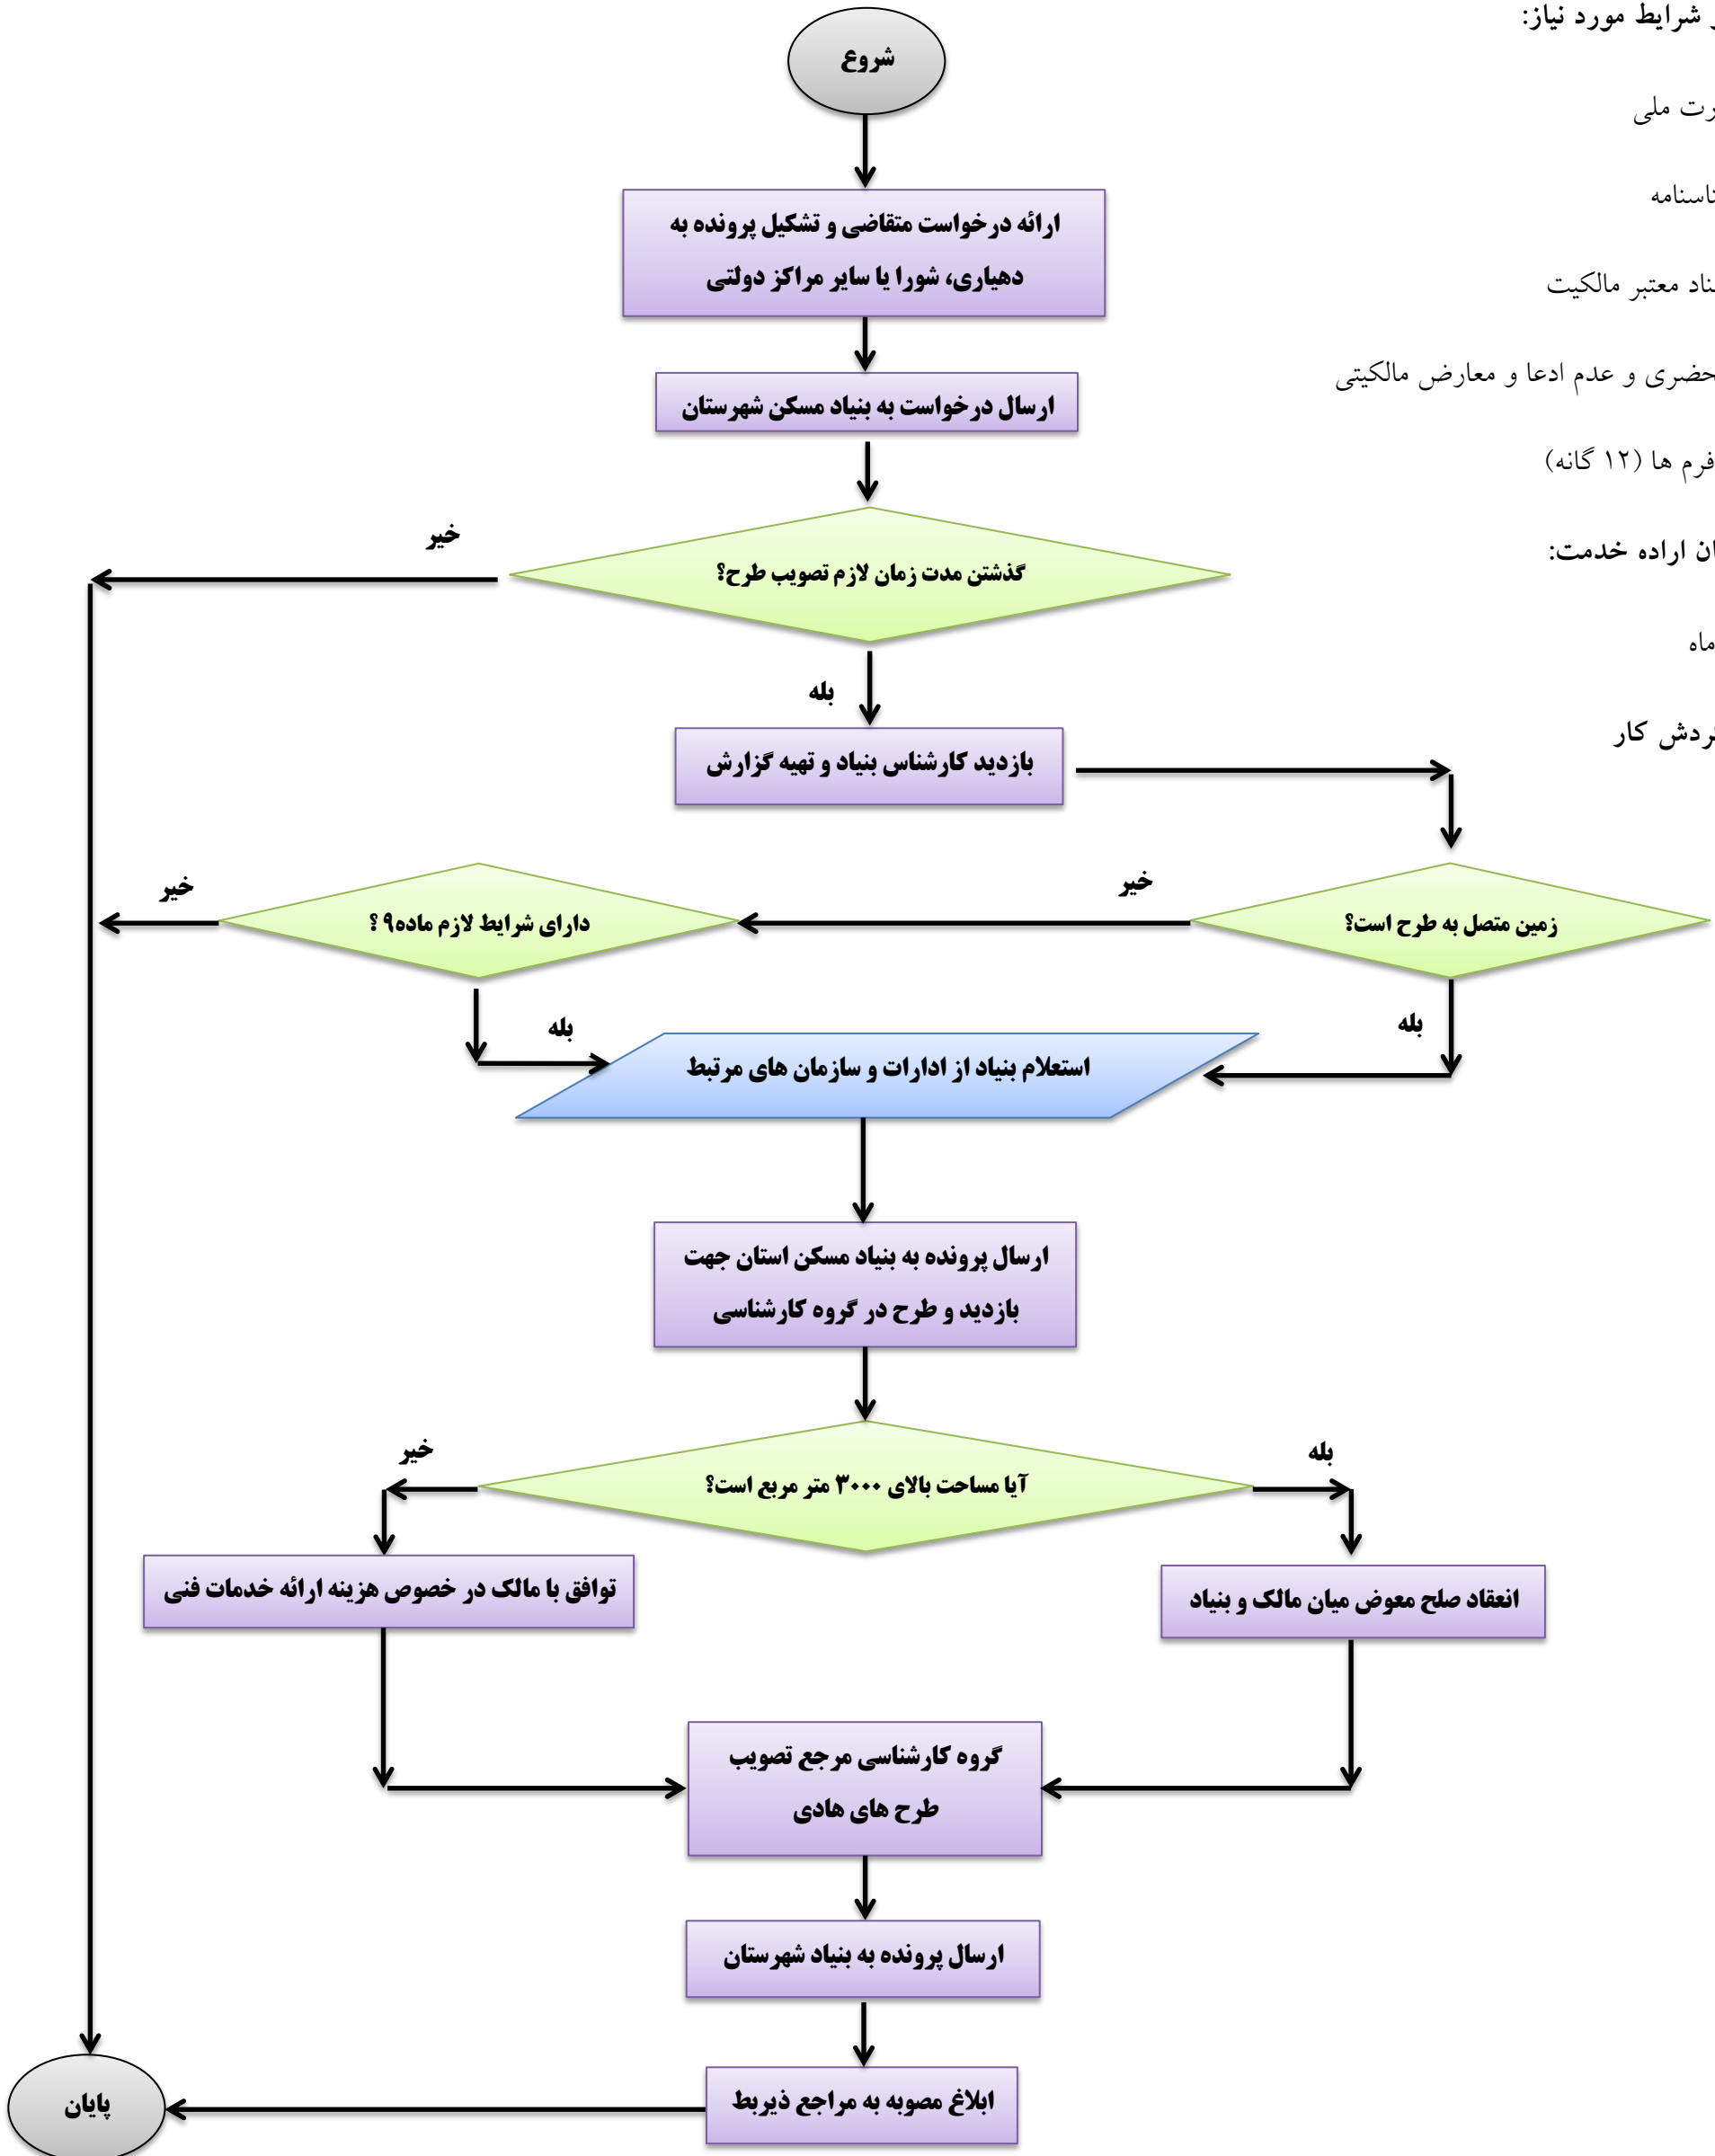 شرایط مورد نیاز:
ملی
معتبر مالکیت
و عدم ادعا و معارض مالکیتی
فرم ها (۱۲ گانه)
اراده خدمت:
ماه
کار
شروع
ارائه درخواست متقاضی و تشکیل پرونده به
دهیاری، شورا یا سایر مراکز دولتی
ارسال درخواست به بنیاد مسکن شهرستان
خیر
گذشتن مدت زمان لازم تصویب طرح؟
بله
بازدید کارشناس بنیاد و تهیه گزارش
زمین متصل به طرح است؟
خیر
دارای شرایط لازم ماده۹ ؟
خیر
بله
بله
استعلام بنیاد از ادارات و سازمان های مرتبط
ارسال پرونده به بنیاد مسکن استان جهت
بازدید و طرح در گروه کارشناسی
بله
آیا مساحت بالای ۳۰۰۰ متر مربع است؟
خیر
انعقاد صلح معوض میان مالک و بنیاد
توافق با مالک در خصوص هزینه ارائه خدمات فنی
گروه کارشناسی مرجع تصویب
طرح های هادی
ارسال پرونده به بنیاد شهرستان
ابلاغ مصوبه به مراجع ذیربط
پایان